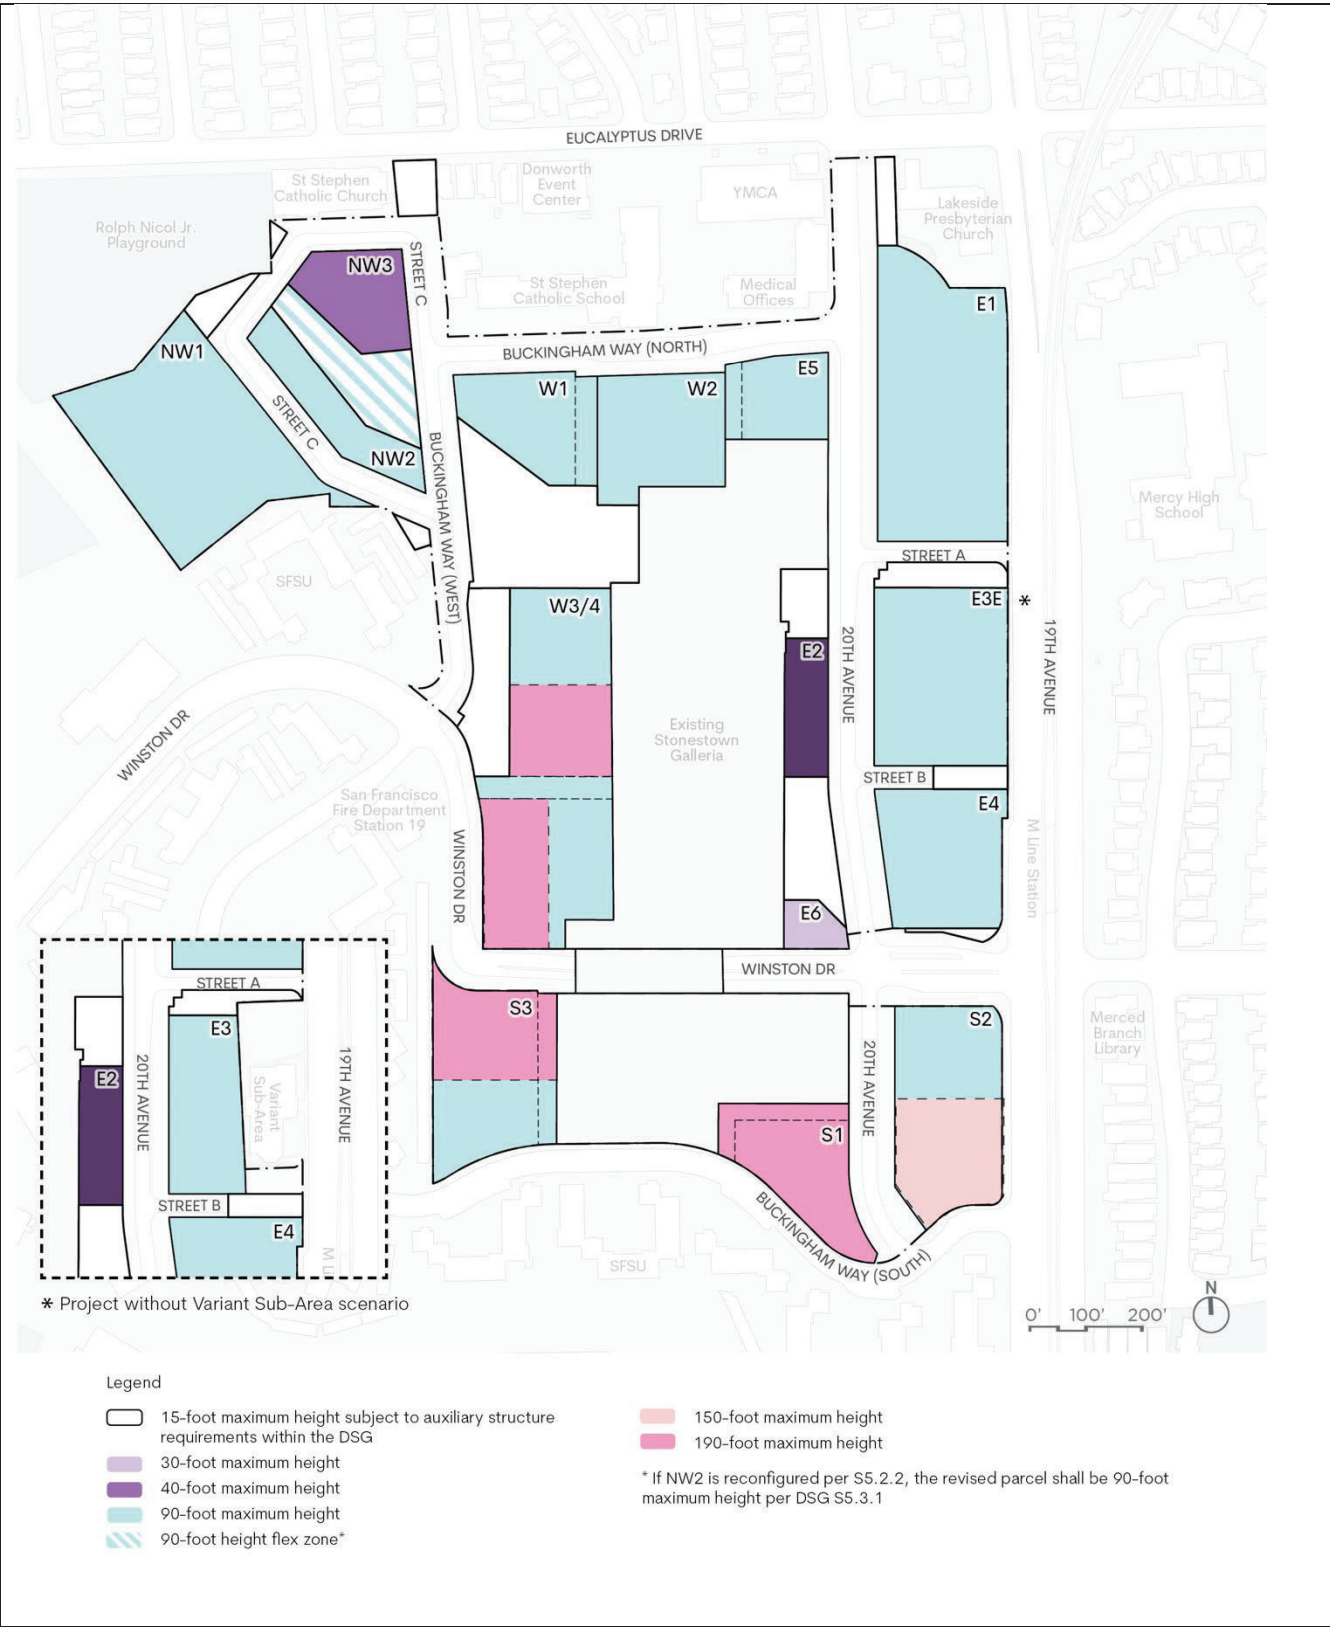 EUCALYPTUS DRIVE
St Stephen
Catholic Church
Donworth
Event
Center
YMCA
Lakeside
Presbyterian
Church
Rolph Nicol Jr.
Playground
NW3
STREET C
St Stephen
Catholic School
Medical
Offices
E1
NW1
BUCKINGHAM WAY (NORTH)
W1
W2
E5
STREET C
NW2
BUCKINGHAM WAY (WEST)
Mercy High
School
STREET A
SFSU
W3/4
E3E
*
E2
20TH AVENUE
19TH AVENUE
Existing
Stonestown
Galleria
WINSTON DR
STREET B
San Francisco
Fire Department
Station 19
E4
WINSTON DR
M Line Station
E6
WINSTON DR
S3
S2
Merced
Branch
Library
20TH AVENUE
S1
BUCKINGHAM WAY (SOUTH)
SFSU
STREET A
E3
E2
20TH AVENUE
Variant
Sub-Area
19TH AVENUE
STREET B
E4
M Li
* Project without Variant Sub-Area scenario
N
0' 100' 200'
Legend
15-foot maximum height subject to auxiliary structure
requirements within the DSG
30-foot maximum height
40-foot maximum height
90-foot maximum height
90-foot height flex zone*
150-foot maximum height
190-foot maximum height
* If NW2 is reconfigured per S5.2.2, the revised parcel shall be 90-foot
maximum height per DSG S5.3.1